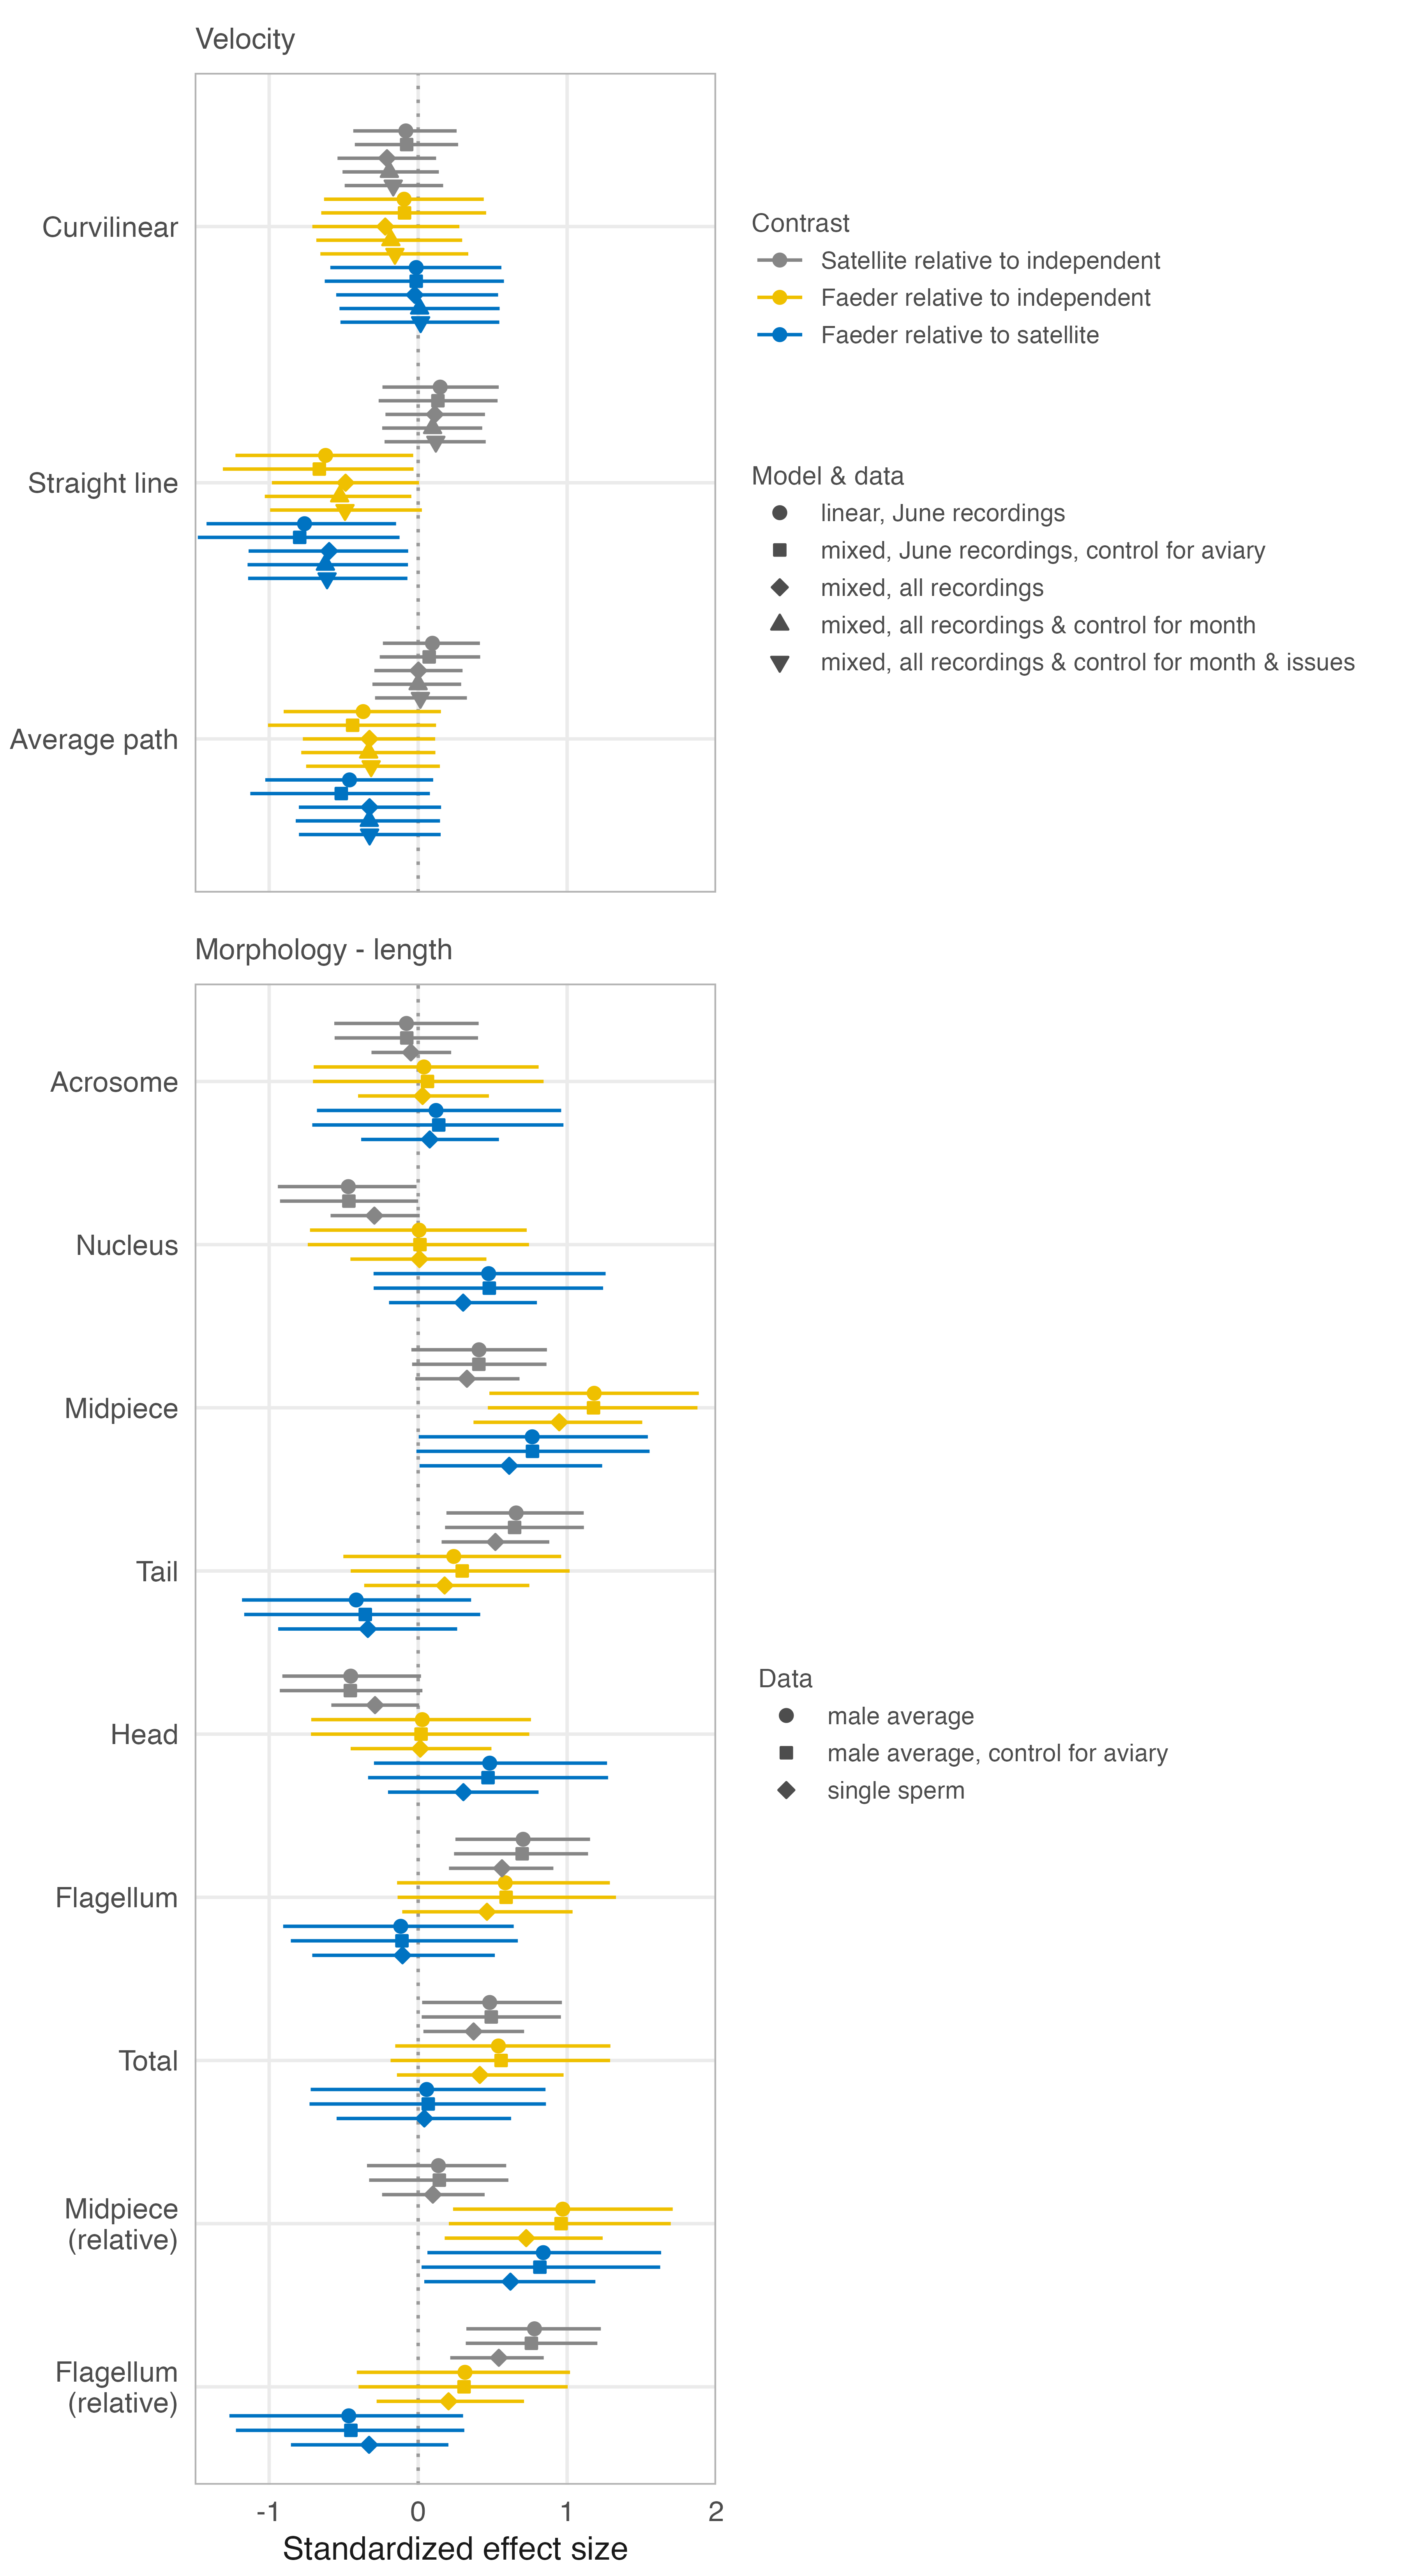 Velocity
Curvilinear
Straight line
Average path
Contrast
Satellite relative to independent
Faeder relative to independent
Faeder relative to satellite
Model & data
linear, June recordings
mixed, June recordings, control for aviary
mixed, all recordings
mixed, all recordings & control for month
mixed, all recordings & control for month & issues
Morphology - length
Acrosome
Nucleus
Midpiece
Tail
Head
Flagellum
Total
Midpiece
(relative)
Flagellum
(relative)
Data
male average
male average, control for aviary
single sperm
-1 0 1 2
Standardized effect size